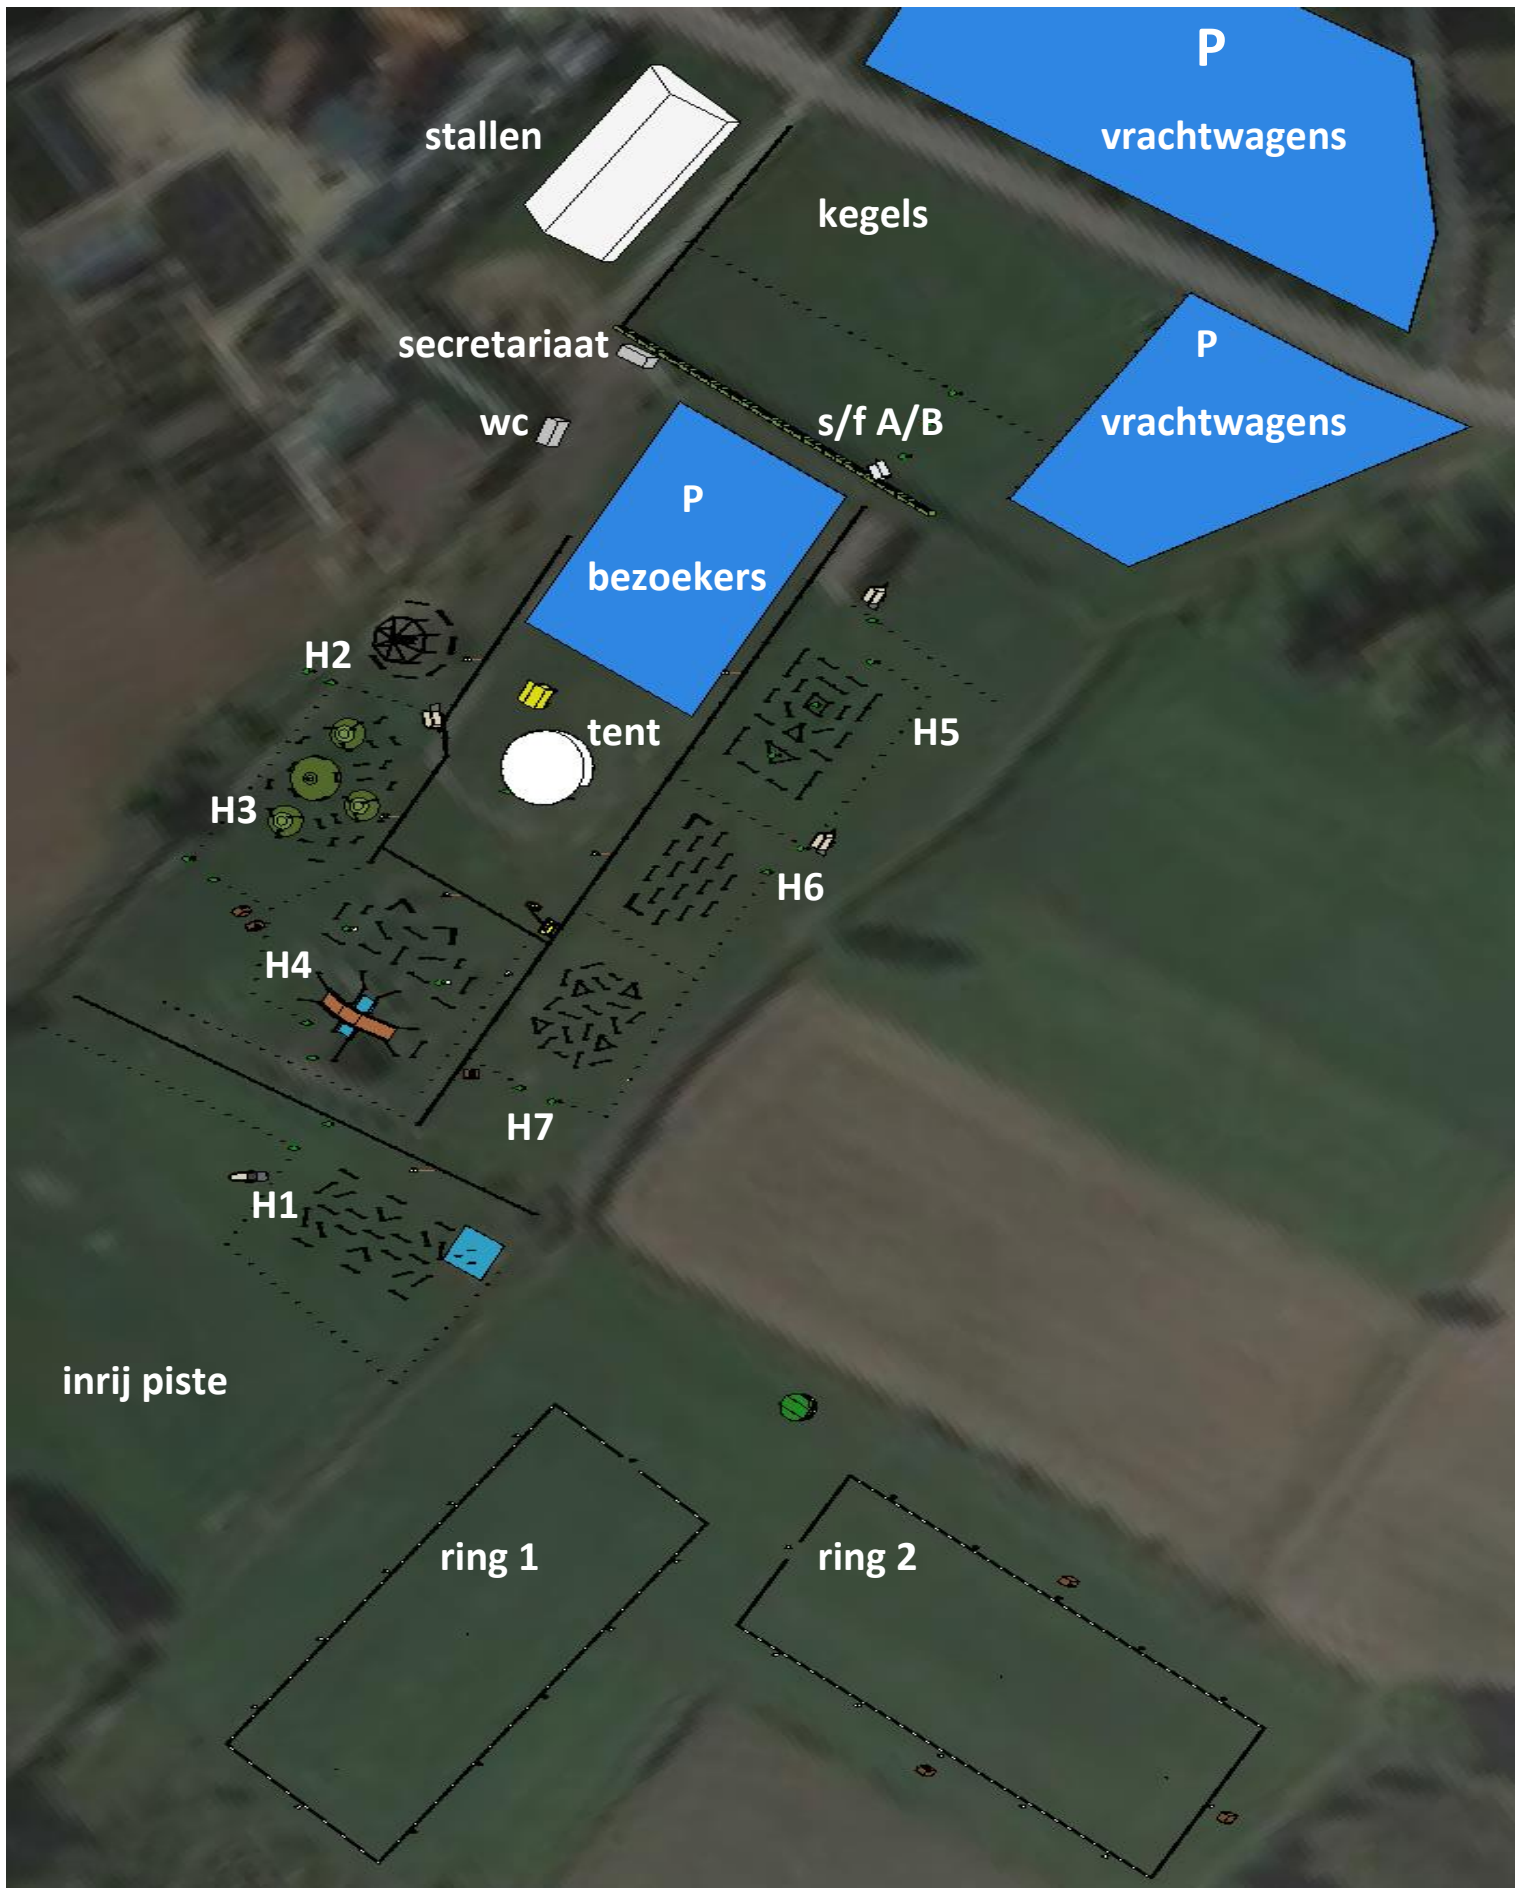 P
vrachtwagens
stallen
kegels
secretariaat
P
vrachtwagens
wc
s/f A/B
P
bezoekers
H2
tent
H5
H3
H6
H4
H7
H1
inrij piste
ring 1
ring 2